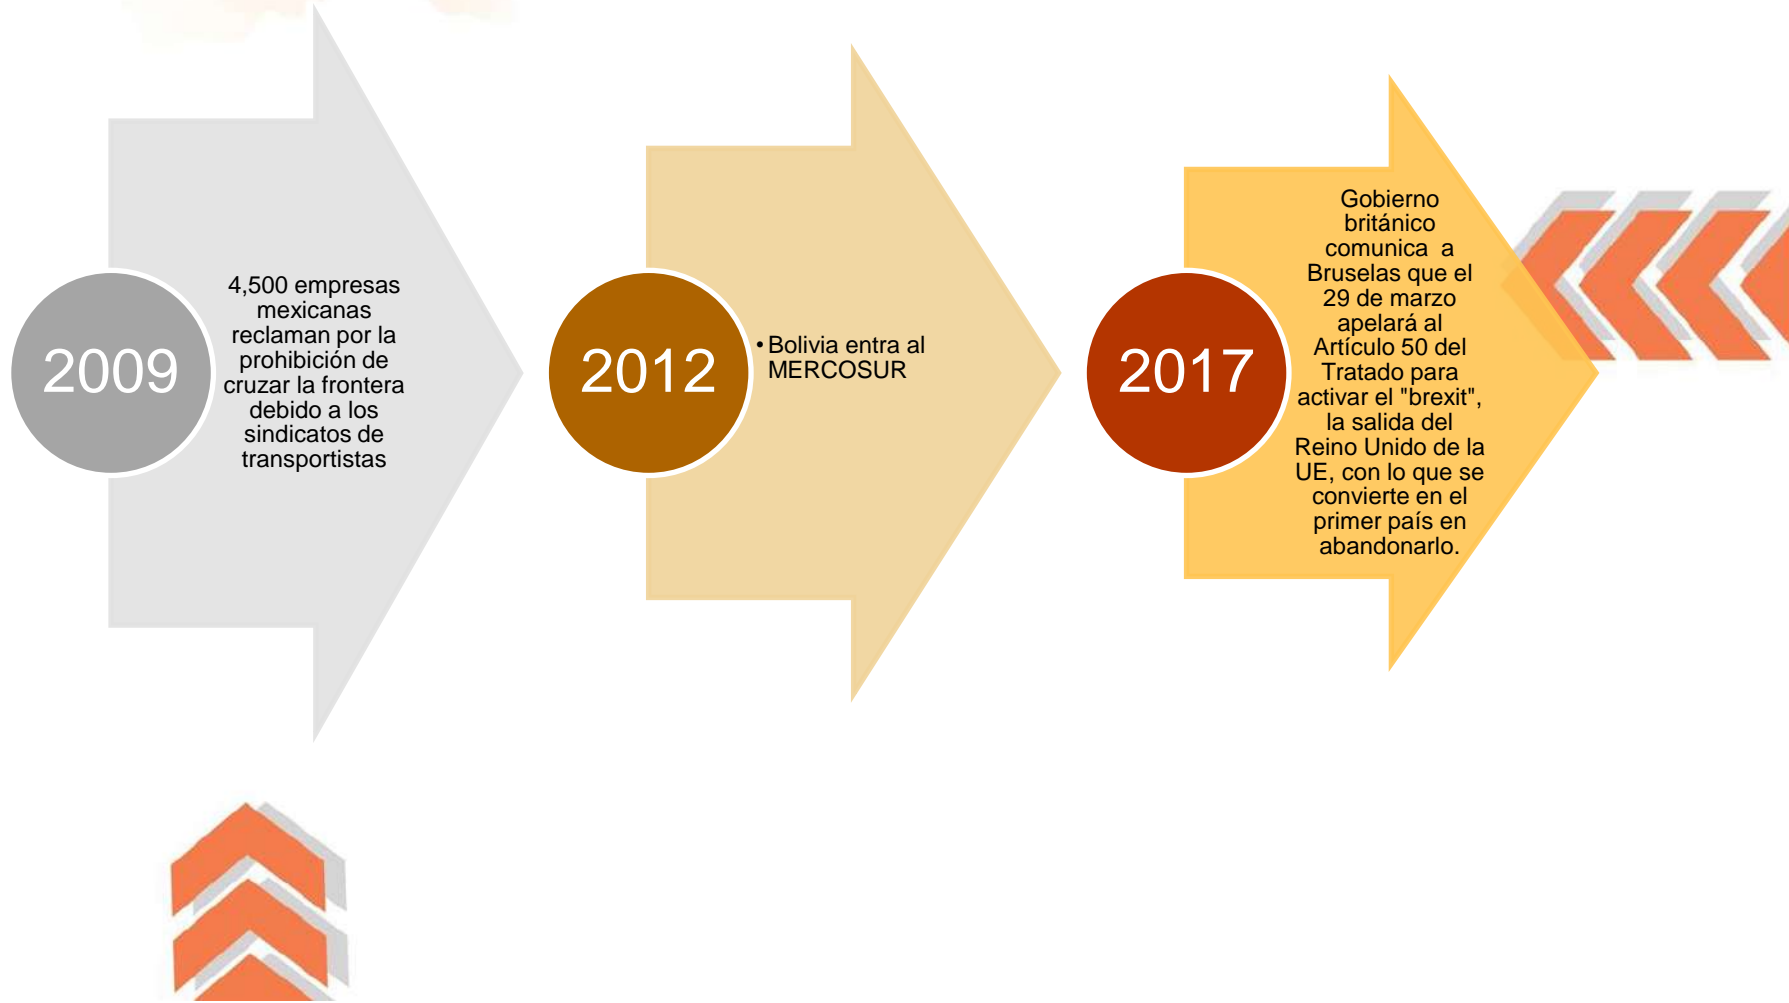 2009
4,500 empresas
mexicanas
reclaman por la
prohibición de
cruzar la frontera
debido a los
sindicatos de
transportistas
2012
• Bolivia entra al
MERCOSUR
2017
Gobierno
británico
comunica  a
Bruselas que el
29 de marzo
apelará al
Artículo 50 del
Tratado para
activar el "brexit",
la salida del
Reino Unido de la
UE, con lo que se
convierte en el
primer país en
abandonarlo.